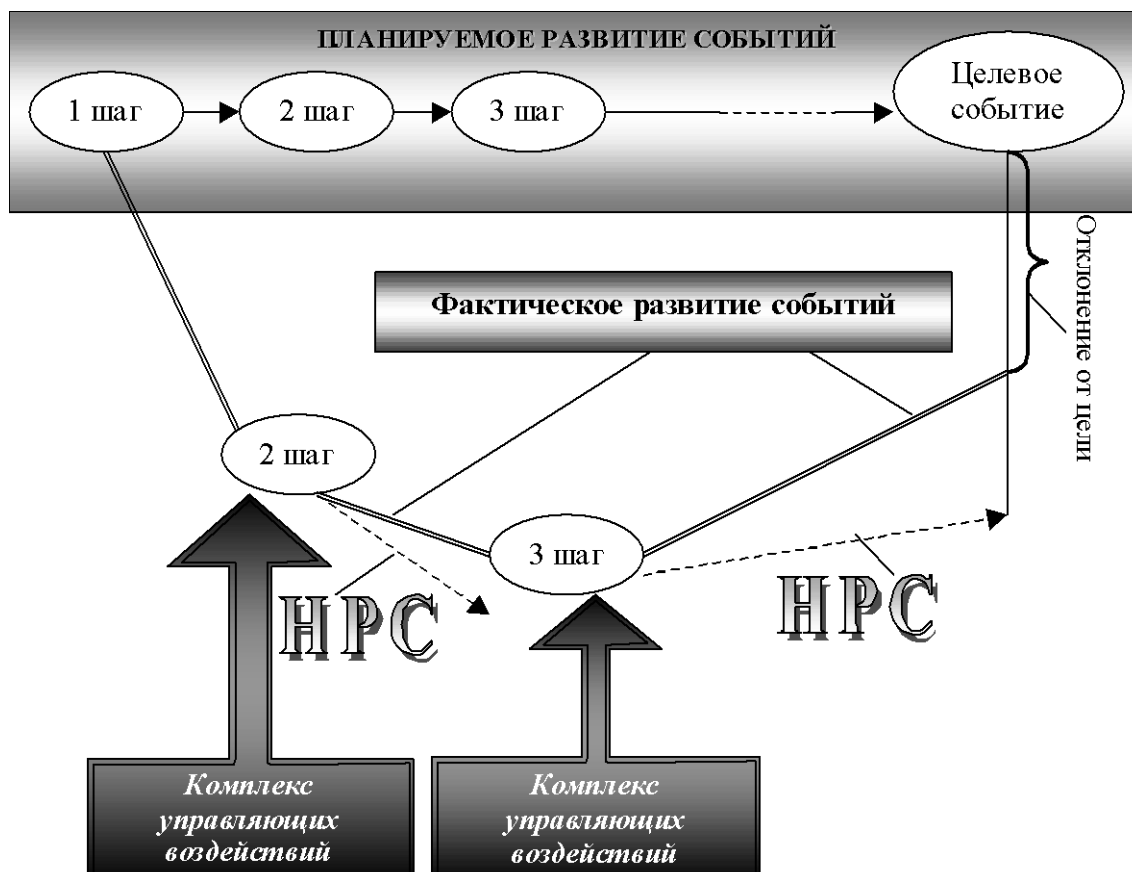 ПЛАНИРУЕМОЕ РАЗВИТИЕ СОБЫТИЙ
1 шаг
2 шаг
3 шаг
Целевое
событие
Отклонение от цели
Фактическое развитие событий
2 шаг
3 шаг
НРС
НРС
Комплекс
управляющих
воздействий
Комплекс
управляющих
воздействий